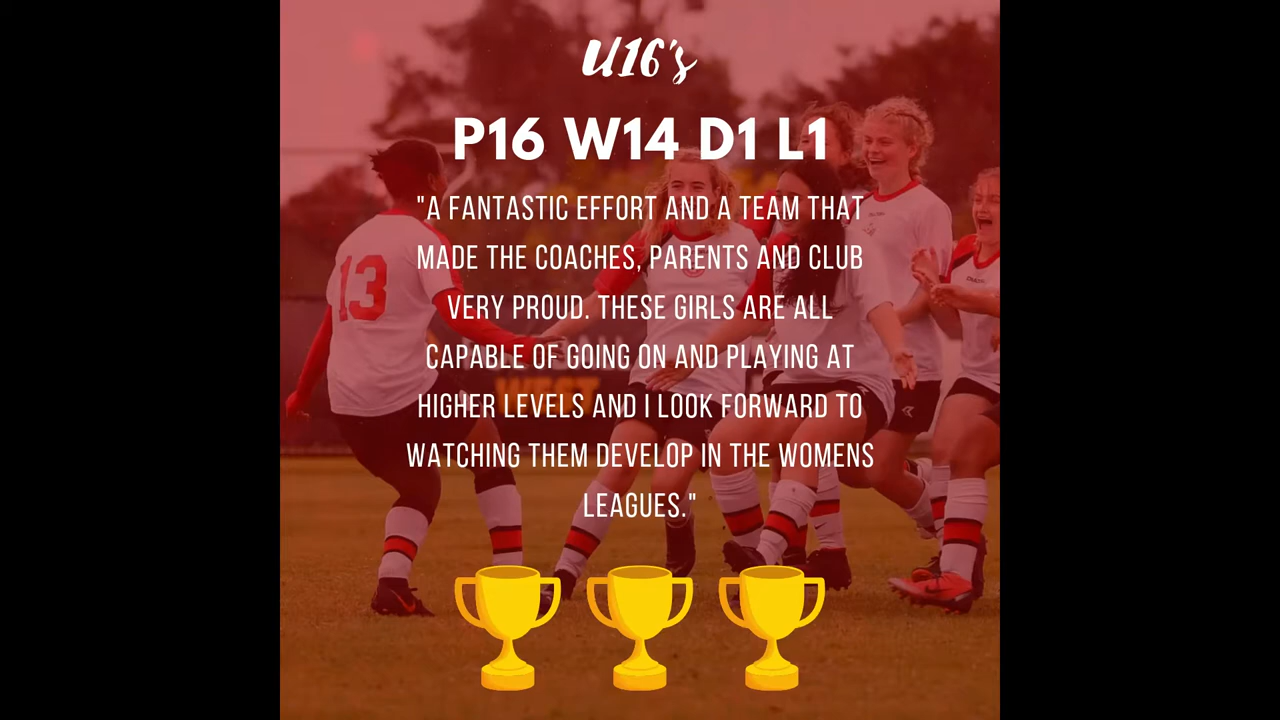 U16's
P16 W14 D1 L1
"A FANTASTIC EFFORT AND A TEAM THAT
MADE THE COACHES, PARENTS AND CLUB
VERY PROUD. THESE GIRLS ARE ALL
CAPABLE OF GOING ON AND PLAYING AT
HIGHER LEVELS AND I LOOK FORWARD TO
WATCHING THEM DEVELOP IN THE WOMENS
LEAGUES."
13
WEST